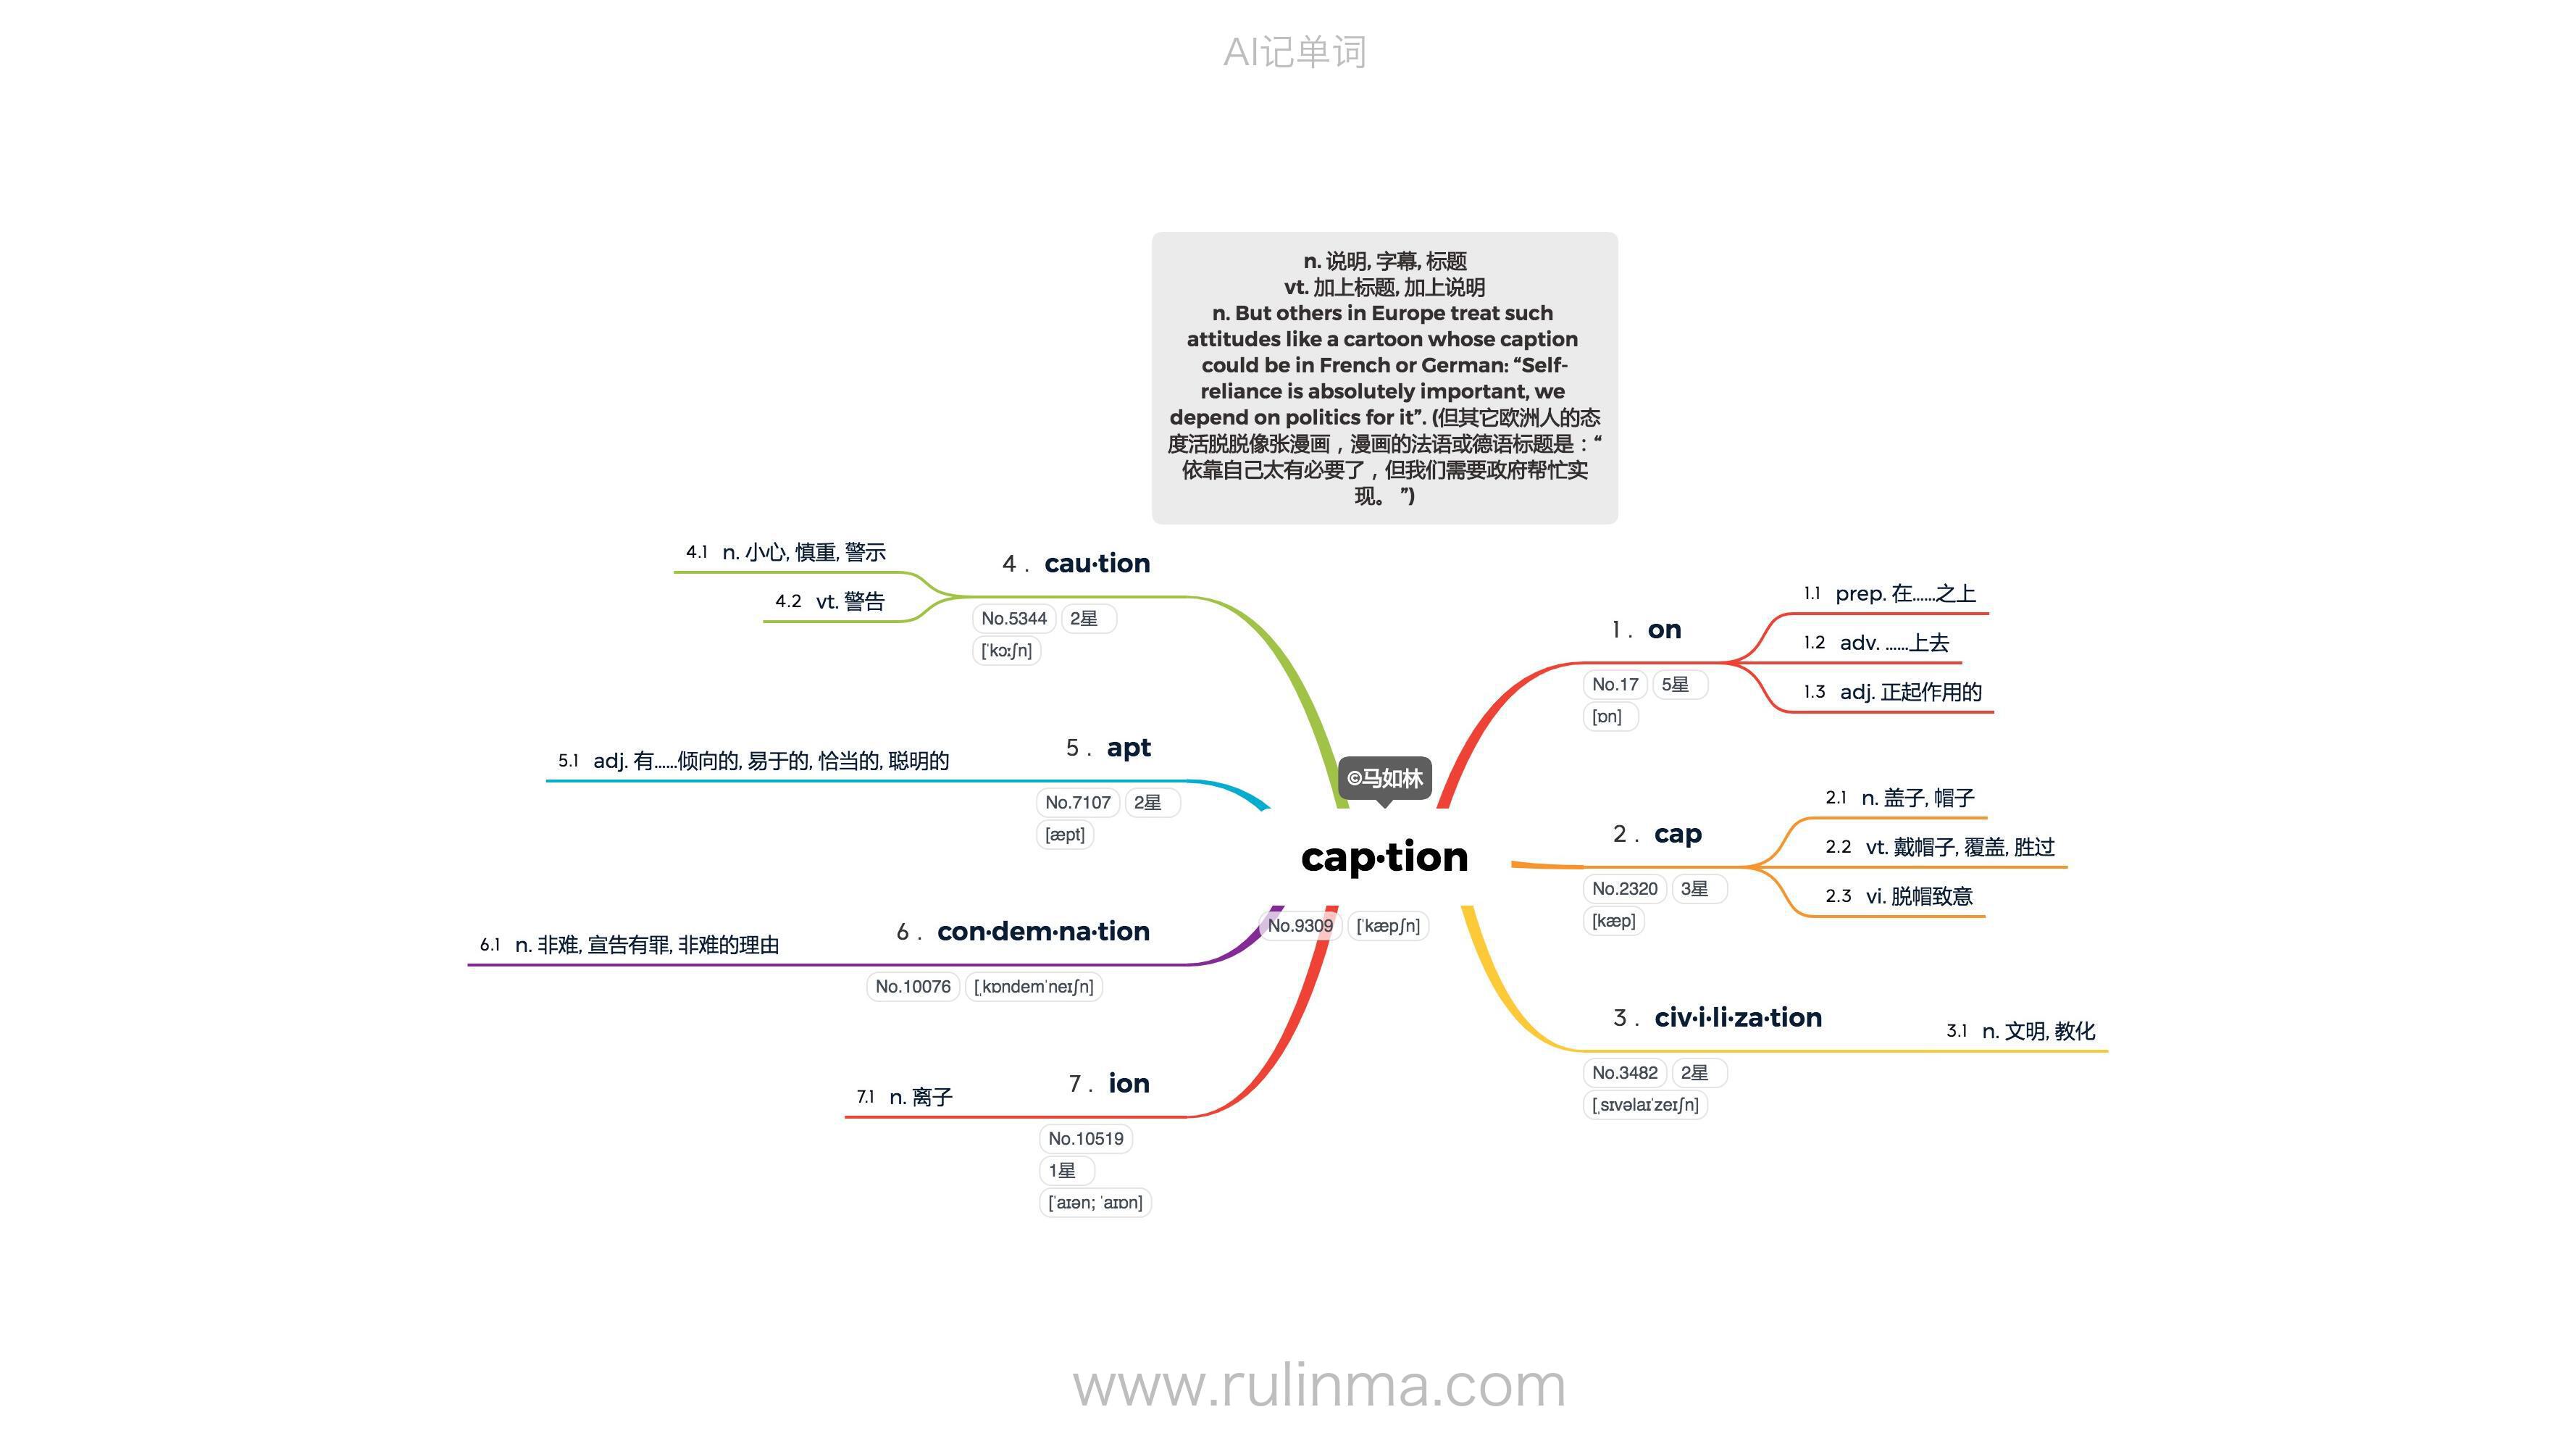 AI记单词
n. 说明, 字幕, 标题
vt. 加上标题, 加上说明
n. But others in Europe treat such
attitudes like a cartoon whose caption
could be in French or German: “Self-
reliance is absolutely important, we
depend on politics for it”. (但其它欧洲人的态
度活脱脱像张漫画，漫画的法语或德语标题是：“
依靠自己太有必要了，但我们需要政府帮忙实
现。 ”)
©马如林
cap·tion
No.9309 [ˈkæpʃn]
1 . on
No.17 5星
[ɒn]
1.1 prep. 在……之上
1.2 adv. ……上去
1.3 adj. 正起作用的
2 . cap
No.2320 3星
[kæp]
2.1 n. 盖子, 帽子
2.2 vt. 戴帽子, 覆盖, 胜过
2.3 vi. 脱帽致意
3 . civ·i·li·za·tion
No.3482 2星
[ˌsɪvəlaɪˈzeɪʃn]
3.1 n. 文明, 教化
4 . cau·tion
No.5344 2星
[ˈkɔːʃn]
4.1 n. 小心, 慎重, 警示
4.2 vt. 警告
5 . apt
No.7107 2星
[æpt]
5.1 adj. 有……倾向的, 易于的, 恰当的, 聪明的
6 . con·dem·na·tion
No.10076 [ˌkɒndemˈneɪʃn]
6.1 n. 非难, 宣告有罪, 非难的理由
7 . ion
No.10519
1星
[ˈaɪən; ˈaɪɒn]
7.1 n. 离子
www.rulinma.com